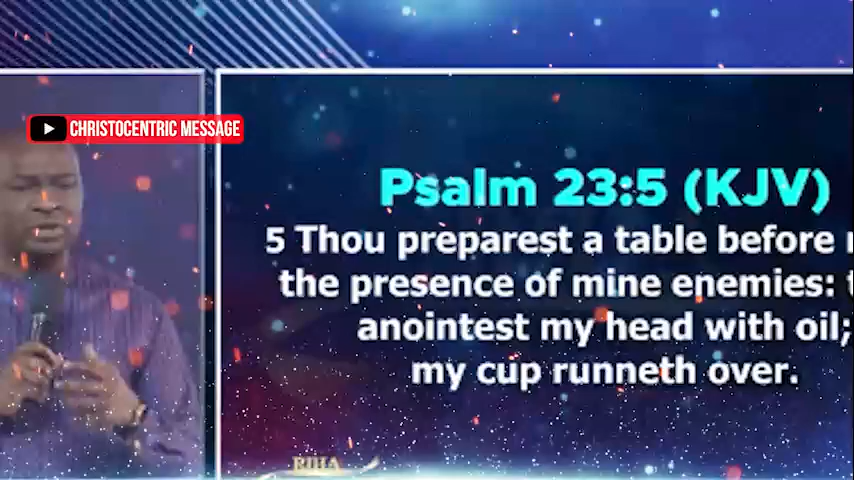 CHRISTOCENTRIC MESSAGE
Psalm 23:5 (KJV)
5 Thou preparest a table before
the presence of mine enemies:
anointest my head with oil;
my cup runneth over.